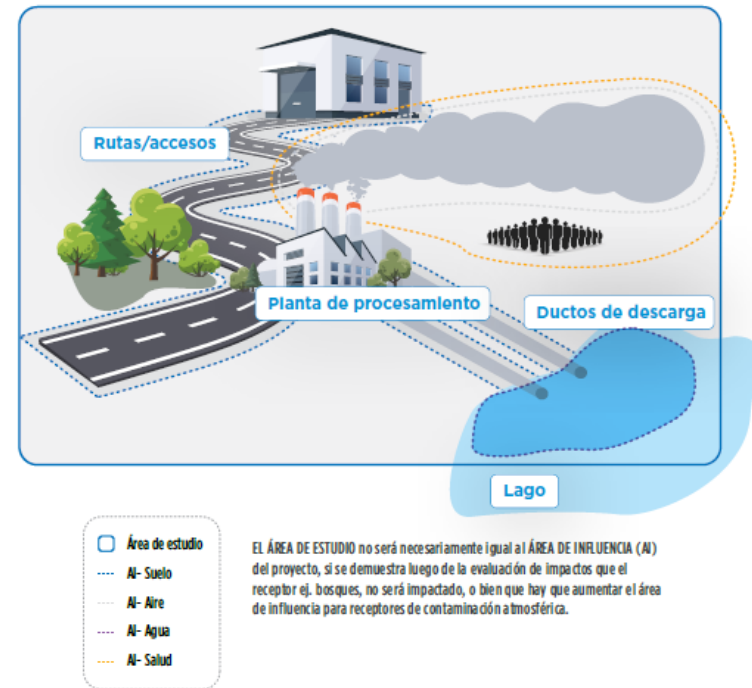 Rutas/accesos
Planta de procesamiento
Ductos de descarga
Lago
Área de estudio
AI- Suelo
AI- Aire
AI- Agua
AI- Salud
EL ÁREA DE ESTUDIO no será necesariamente igual al ÁREA DE INFLUENCIA (AI)
del proyecto, si se demuestra luego de la evaluación de impactos que el
receptor ej. bosques, no será impactado, o bien que hay que aumentar el área
de influencia para receptores de contaminación atmosférica.